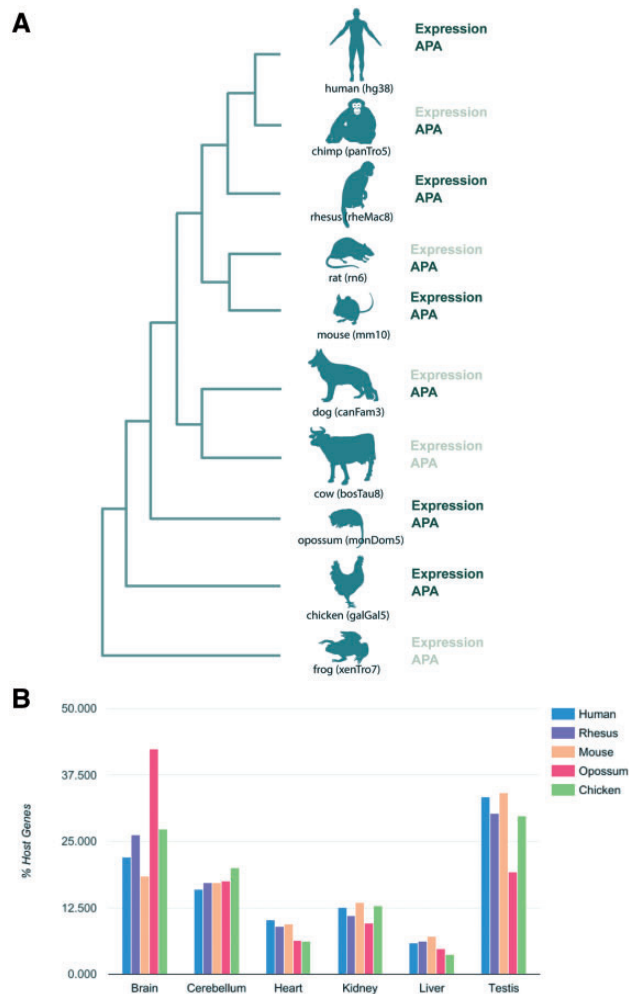 A
Expression
APA
human (hg38)
Expression
APA
chimp (panTro5)
Expression
APA
rhesus (rheMac8)
Expression
APA
rat (rn6)
Expression
APA
mouse (mm10)
Expression
APA
dog (canFam3)
Expression
APA
cow (bosTau8)
Expression
APA
opossum (monDom5)
Expression
APA
chicken (galGal5)
Expression
APA
frog (xenTro7)
B
% Host Genes
50.000
37.500
25.000
12.500
0.000
Brain Cerebellum Heart Kidney Liver Testis
Human
Rhesus
Mouse
Opossum
Chicken